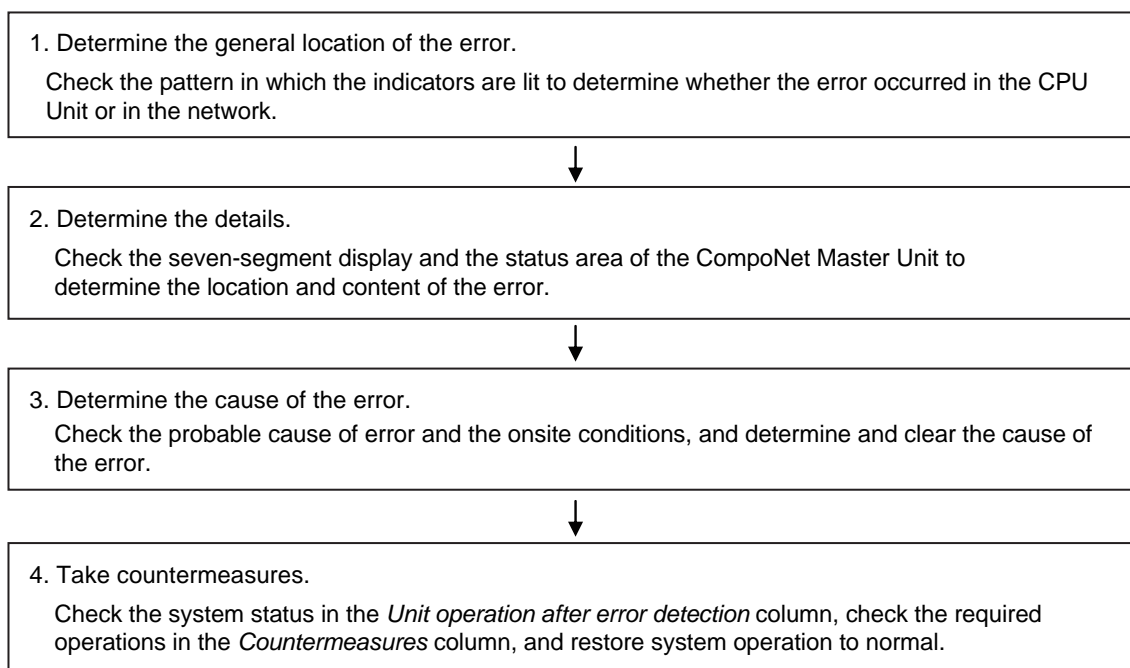 1. Determine the general location of the error.
Check the pattern in which the indicators are lit to determine whether the error occurred in the CPU
Unit or in the network.
2. Determine the details.
Check the seven-segment display and the status area of the CompoNet Master Unit to
determine the location and content of the error.
3. Determine the cause of the error.
Check the probable cause of error and the onsite conditions, and determine and clear the cause of
the error.
4. Take countermeasures.
Check the system status in the Unit operation after error detection column, check the required
operations in the Countermeasures column, and restore system operation to normal.